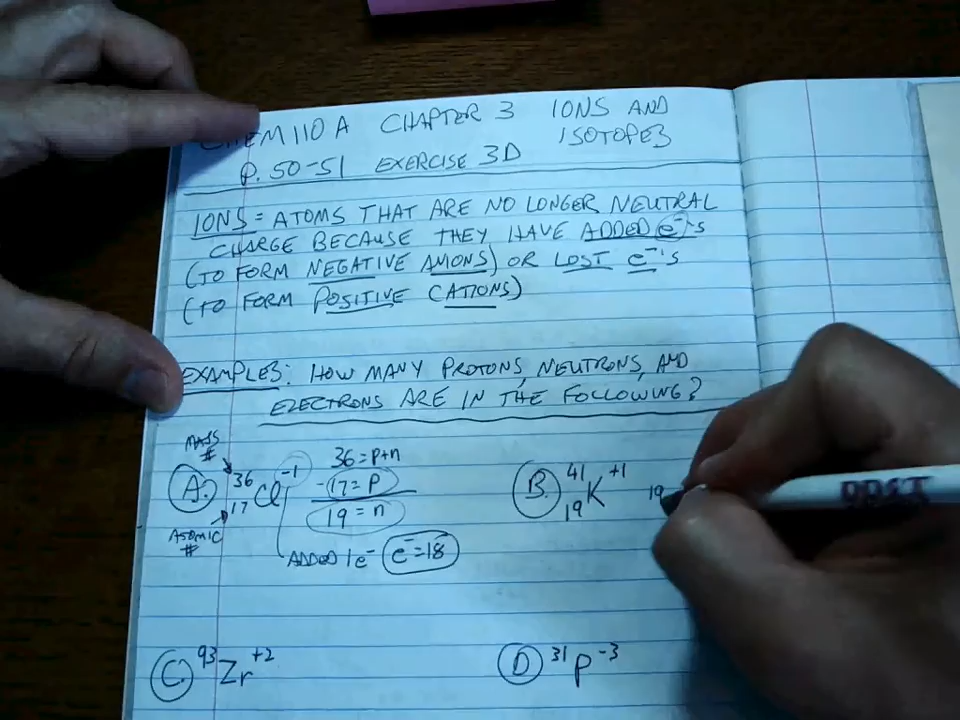 CHEM 110 A CHAPTER 3 IONS AND ISOTOPES
P. 50-51 EXERCISE 3D
IONS = ATOMS THAT ARE NO LONGER NEUTRAL
CHARGE BECAUSE THEY HAVE ADDED e⁻'s
(TO FORM NEGATIVE ANIONS) OR LOST e⁻'s
(TO FORM POSITIVE CATIONS)
EXAMPLES: HOW MANY PROTONS, NEUTRONS, AND
ELECTRONS ARE IN THE FOLLOWING?
MASS #
A. 36 17 Cl -1
ATOMIC #
36 = p+n
- 17 = p
19 = n
ADDED 1e⁻ e⁻ = 18
B. 41 19 K +1
19
C. 93 Zr +2
D 31 P -3